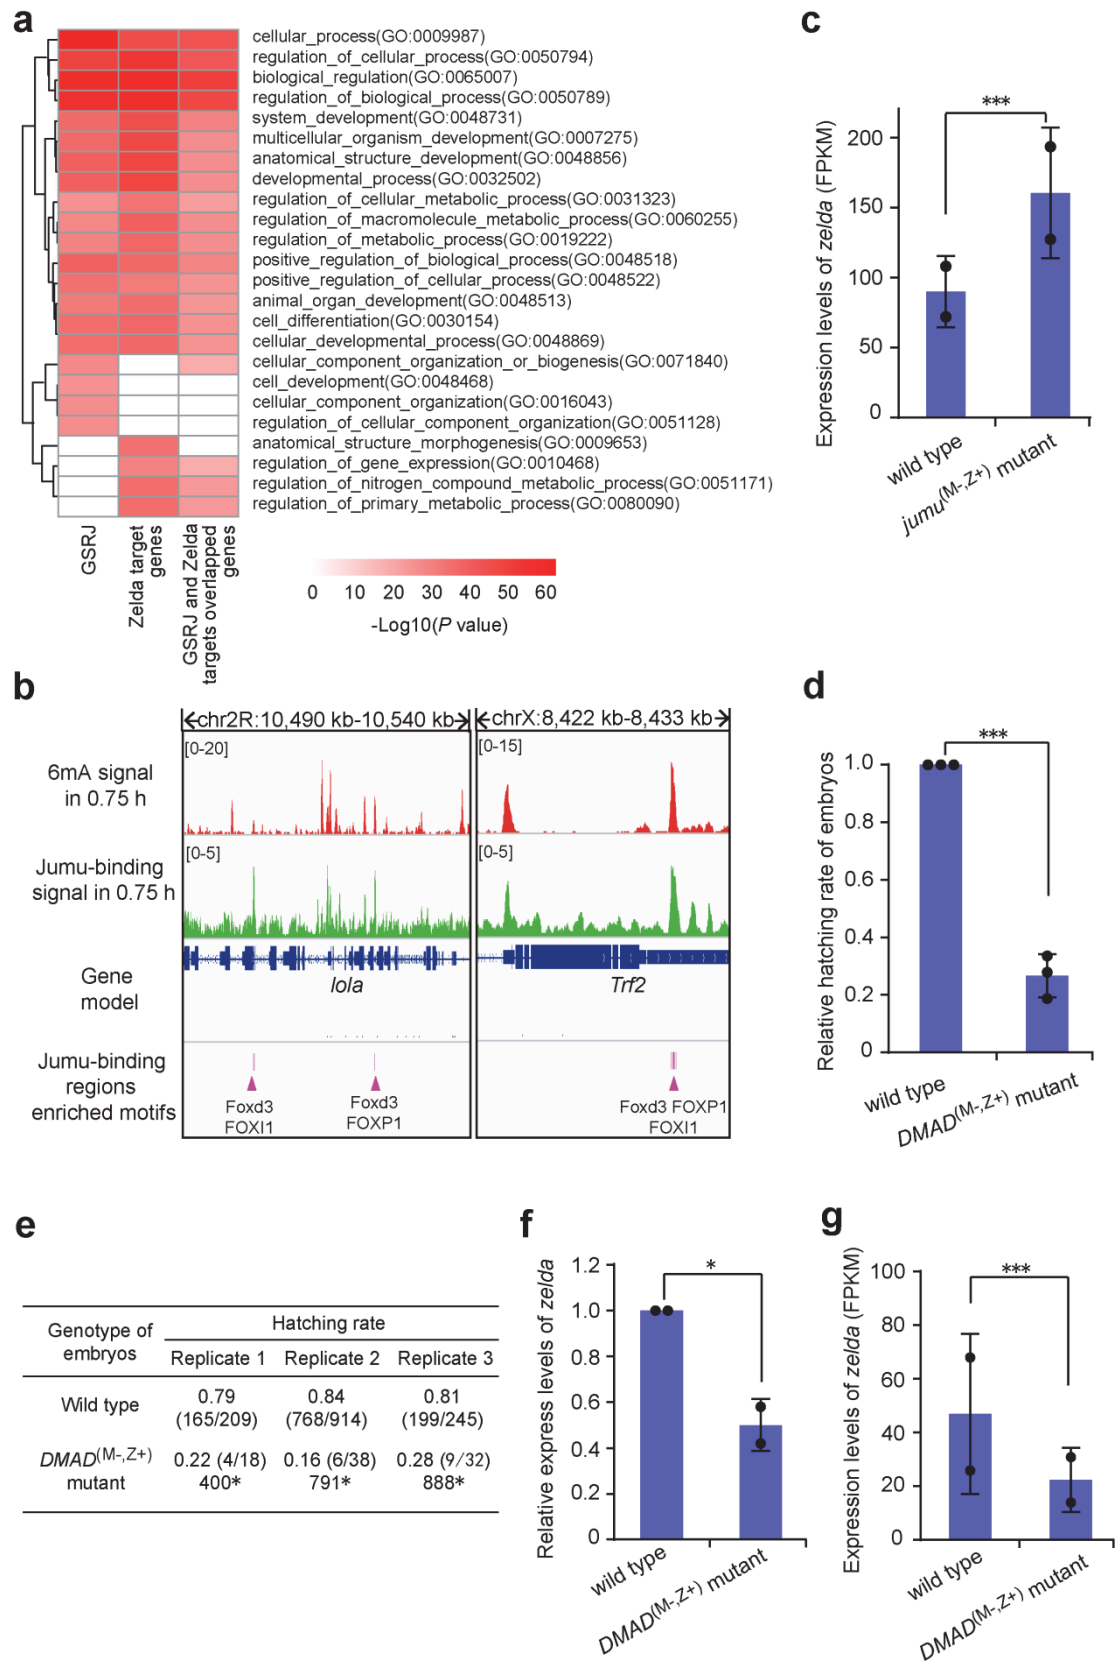 a
cellular_process(GO:0009987)
regulation_of_cellular_process(GO:0050794)
biological_regulation(GO:0065007)
regulation_of_biological_process(GO:0050789)
system_development(GO:0048731)
multicellular_organism_development(GO:0007275)
anatomical_structure_development(GO:0048856)
developmental_process(GO:0032502)
regulation_of_cellular_metabolic_process(GO:0031323)
regulation_of_macromolecule_metabolic_process(GO:0060255)
regulation_of_metabolic_process(GO:0019222)
positive_regulation_of_biological_process(GO:0048518)
positive_regulation_of_cellular_process(GO:0048522)
animal_organ_development(GO:0048513)
cell_differentiation(GO:0030154)
cellular_developmental_process(GO:0048869)
cellular_component_organization_or_biogenesis(GO:0071840)
cell_development(GO:0048468)
cellular_component_organization(GO:0016043)
regulation_of_cellular_component_organization(GO:0051128)
anatomical_structure_morphogenesis(GO:0009653)
regulation_of_gene_expression(GO:0010468)
regulation_of_nitrogen_compound_metabolic_process(GO:0051171)
regulation_of_primary_metabolic_process(GO:0080090)
GSRJ
Zelda target
genes
GSRJ and Zelda
targets overlapped
genes
0 10 20 30 40 50 60
-Log10(P value)
c
Expression levels of zelda (FPKM)
200
150
100
50
0
***
wild type
jumu(M-,Z+) mutant
b
chr2R:10,490 kb-10,540 kb
chrX:8,422 kb-8,433 kb
6mA signal
in 0.75 h
[0-20]
[0-15]
Jumu-binding
signal in 0.75 h
[0-5]
[0-5]
Gene
model
lola
Trf2
Jumu-binding
regions
enriched motifs
Foxd3
FOXI1
Foxd3
FOXP1
Foxd3 FOXP1
FOXI1
d
Relative hatching rate of embryos
1.0
0.8
0.6
0.4
0.2
0
***
wild type
DMAD(M-,Z+) mutant
e
Genotype of
embryos
Hatching rate
Replicate 1 Replicate 2 Replicate 3
Wild type
0.79 0.84 0.81
(165/209) (768/914) (199/245)
DMAD(M-,Z+)
mutant
0.22 (4/18) 0.16 (6/38) 0.28 (9/32)
400* 791* 888*
f
Relative express levels of zelda
1.2
1.0
0.8
0.6
0.4
0.2
0
*
wild type
DMAD(M-,Z+) mutant
g
Expression levels of zelda (FPKM)
100
80
60
40
20
0
***
wild type
DMAD(M-,Z+) mutant